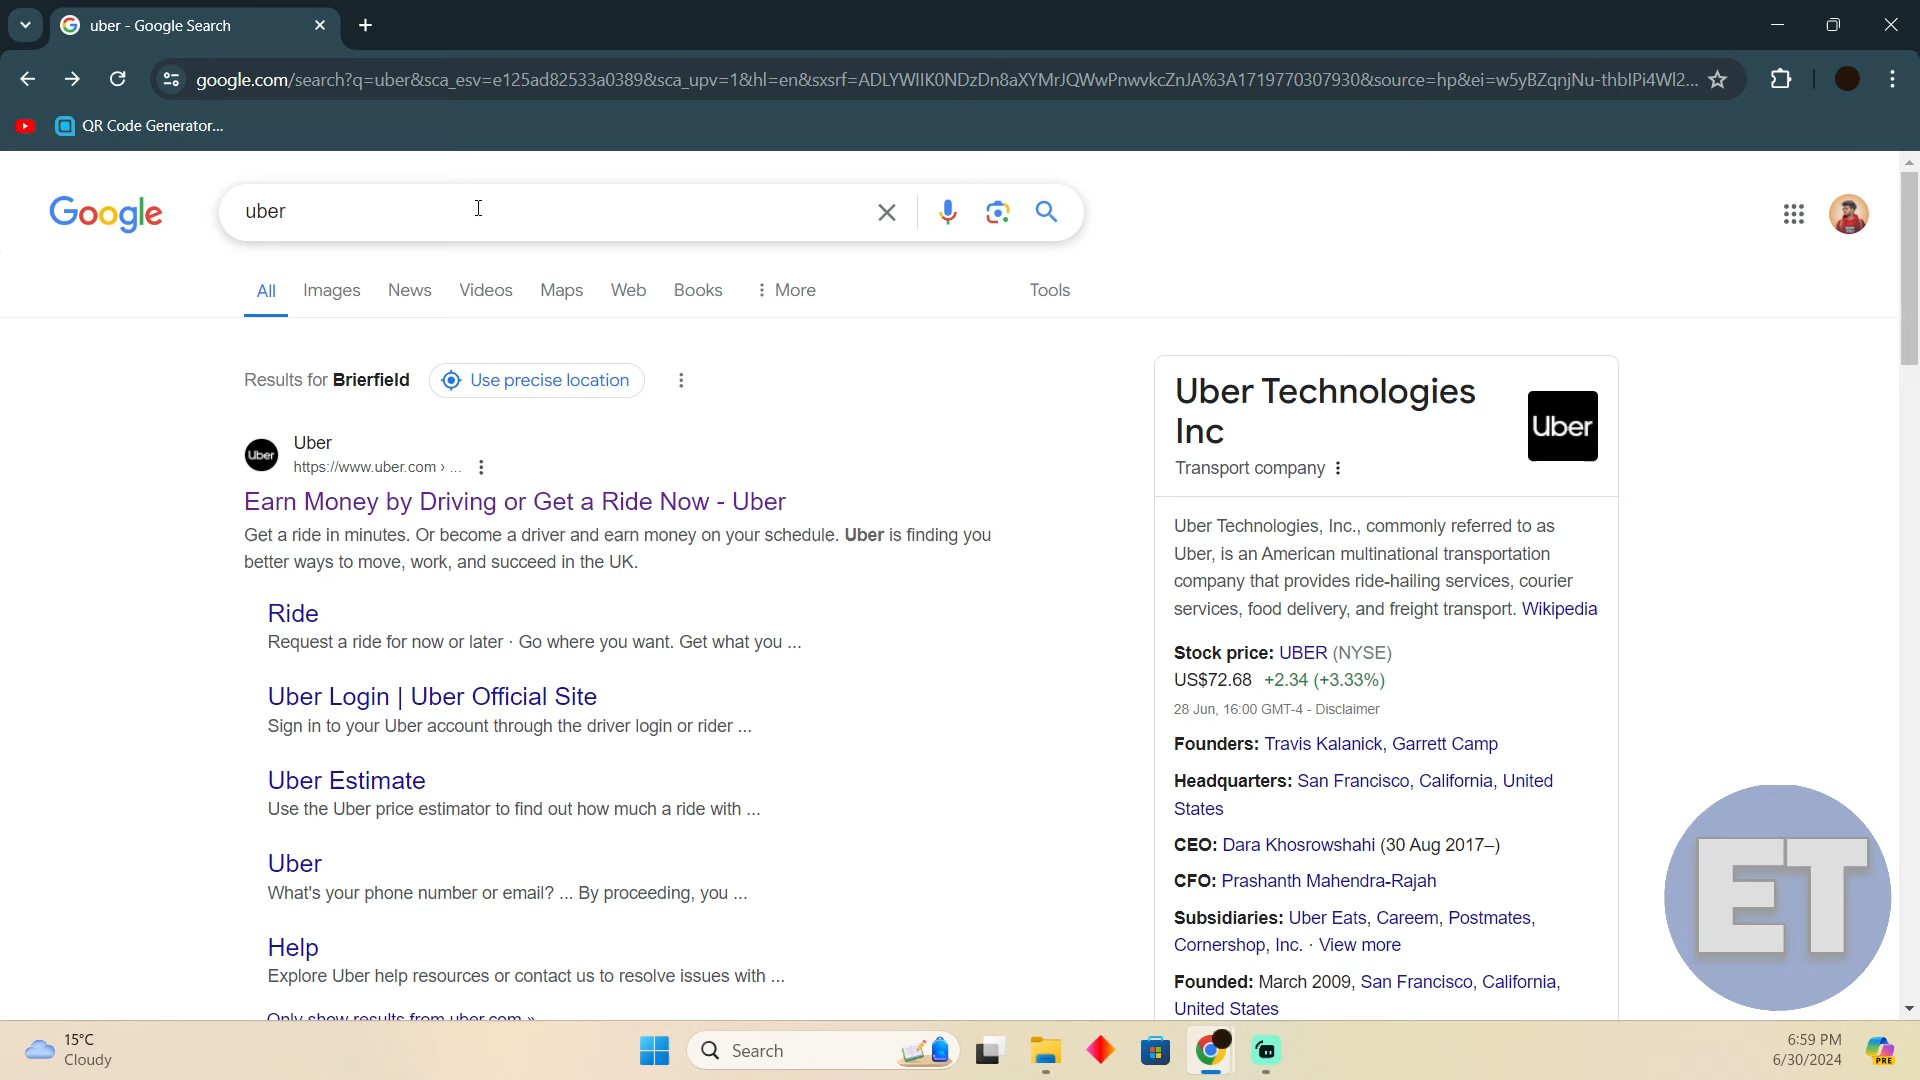 uber - Google Search
google.com/search?q=uber&sca_esv=e125ad82533a0389&sca_upv=1&hl=en&sxsrf=ADLYWIIK0NDzDn8aXYMrJQWwPnwvkcZnJA%3A1719770307930&source=hp&ei=w5yBZqnjNu-thbIPi4Wl2...
QR Code Generator...
Google
uber
All Images News Videos Maps Web Books More Tools
Results for Brierfield Use precise location
Uber
Uber
https://www.uber.com › ...
Earn Money by Driving or Get a Ride Now - Uber
Get a ride in minutes. Or become a driver and earn money on your schedule. Uber is finding you
better ways to move, work, and succeed in the UK.
Ride
Request a ride for now or later · Go where you want. Get what you ...
Uber Login | Uber Official Site
Sign in to your Uber account through the driver login or rider ...
Uber Estimate
Use the Uber price estimator to find out how much a ride with ...
Uber
What's your phone number or email? ... By proceeding, you ...
Help
Explore Uber help resources or contact us to resolve issues with ...
Only show results from uber.com »
Uber Technologies
Inc
Uber
Transport company
Uber Technologies, Inc., commonly referred to as
Uber, is an American multinational transportation
company that provides ride-hailing services, courier
services, food delivery, and freight transport. Wikipedia
Stock price: UBER (NYSE)
US$72.68 +2.34 (+3.33%)
28 Jun, 16:00 GMT-4 - Disclaimer
Founders: Travis Kalanick, Garrett Camp
Headquarters: San Francisco, California, United
States
CEO: Dara Khosrowshahi (30 Aug 2017–)
CFO: Prashanth Mahendra-Rajah
Subsidiaries: Uber Eats, Careem, Postmates,
Cornershop, Inc. · View more
Founded: March 2009, San Francisco, California,
United States
ET
15°C
Cloudy
Search
6:59 PM
6/30/2024
PRE